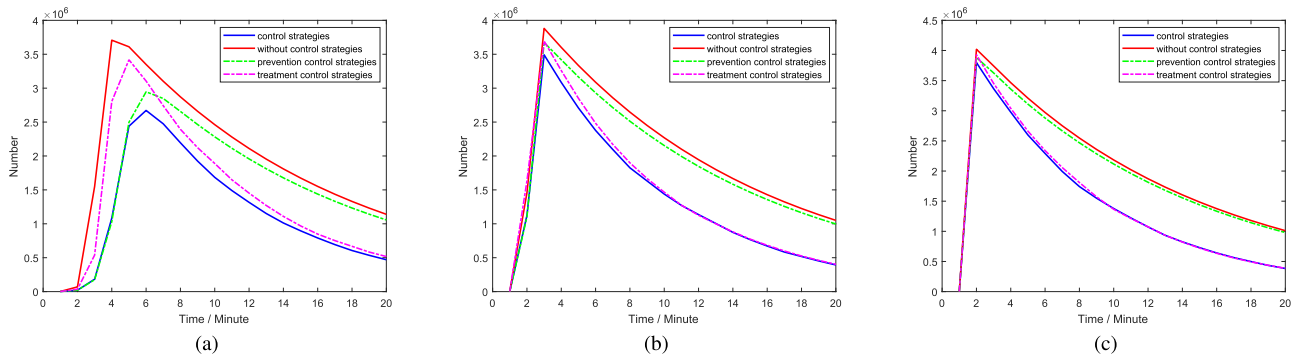 ×10^6
4
3.5
3
2.5
2
1.5
1
0.5
0
Number
0 2 4 6 8 10 12 14 16 18 20
Time / Minute
control strategies
without control strategies
prevention control strategies
treatment control strategies
(a)
×10^6
4
3.5
3
2.5
2
1.5
1
0.5
0
Number
0 2 4 6 8 10 12 14 16 18 20
Time / Minute
control strategies
without control strategies
prevention control strategies
treatment control strategies
(b)
×10^6
4.5
4
3.5
3
2.5
2
1.5
1
0.5
0
Number
0 2 4 6 8 10 12 14 16 18 20
Time / Minute
control strategies
without control strategies
prevention control strategies
treatment control strategies
(c)